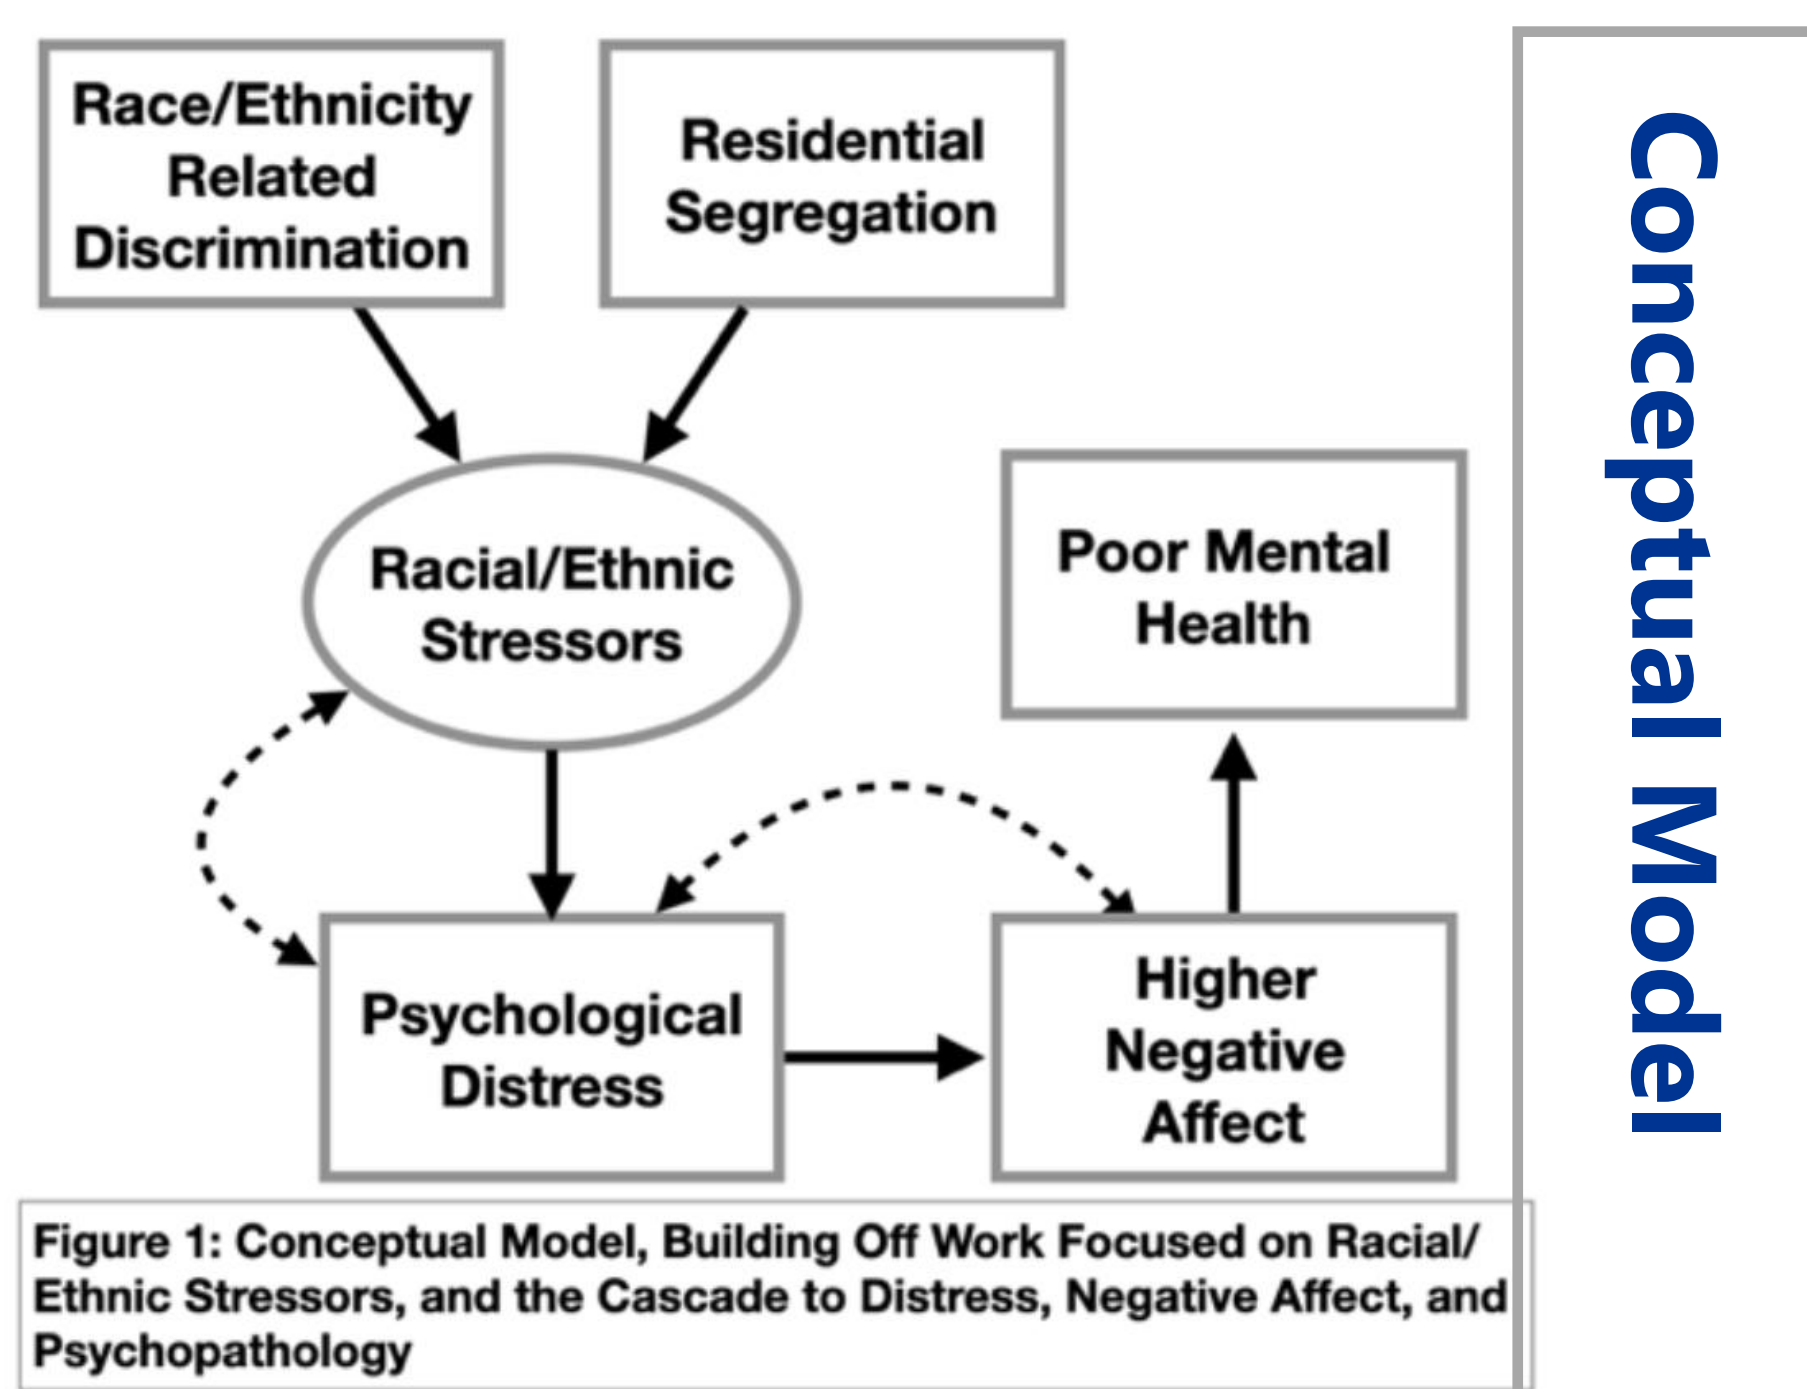 Race/Ethnicity
Related
Discrimination
Residential
Segregation
Racial/Ethnic
Stressors
Poor Mental
Health
Psychological
Distress
Higher
Negative
Affect
Figure 1: Conceptual Model, Building Off Work Focused on Racial/
Ethnic Stressors, and the Cascade to Distress, Negative Affect, and
Psychopathology
Conceptual Model